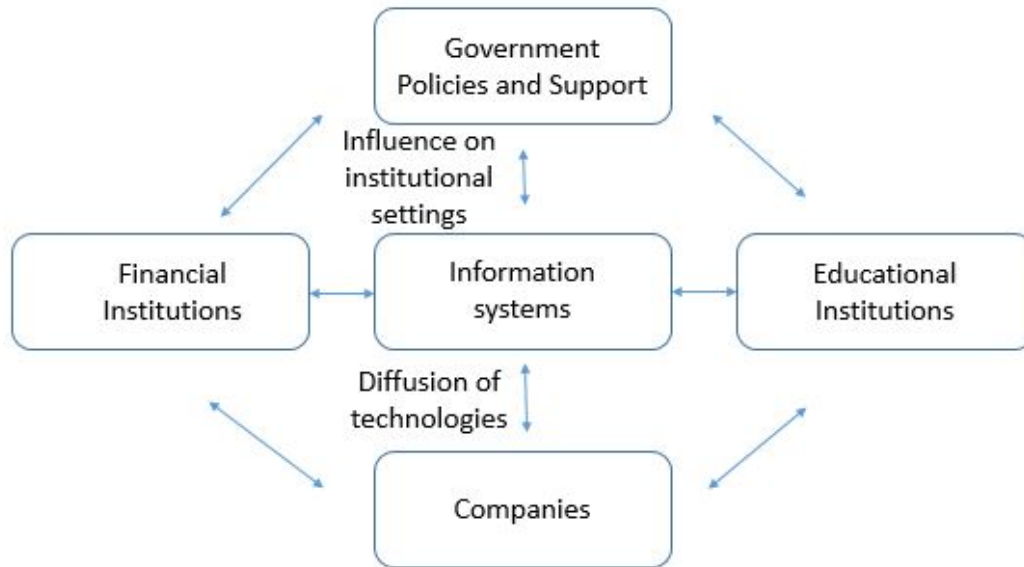 Government
Policies and Support
Influence on
institutional
settings
Financial
Institutions
Information
systems
Educational
Institutions
Diffusion of
technologies
Companies